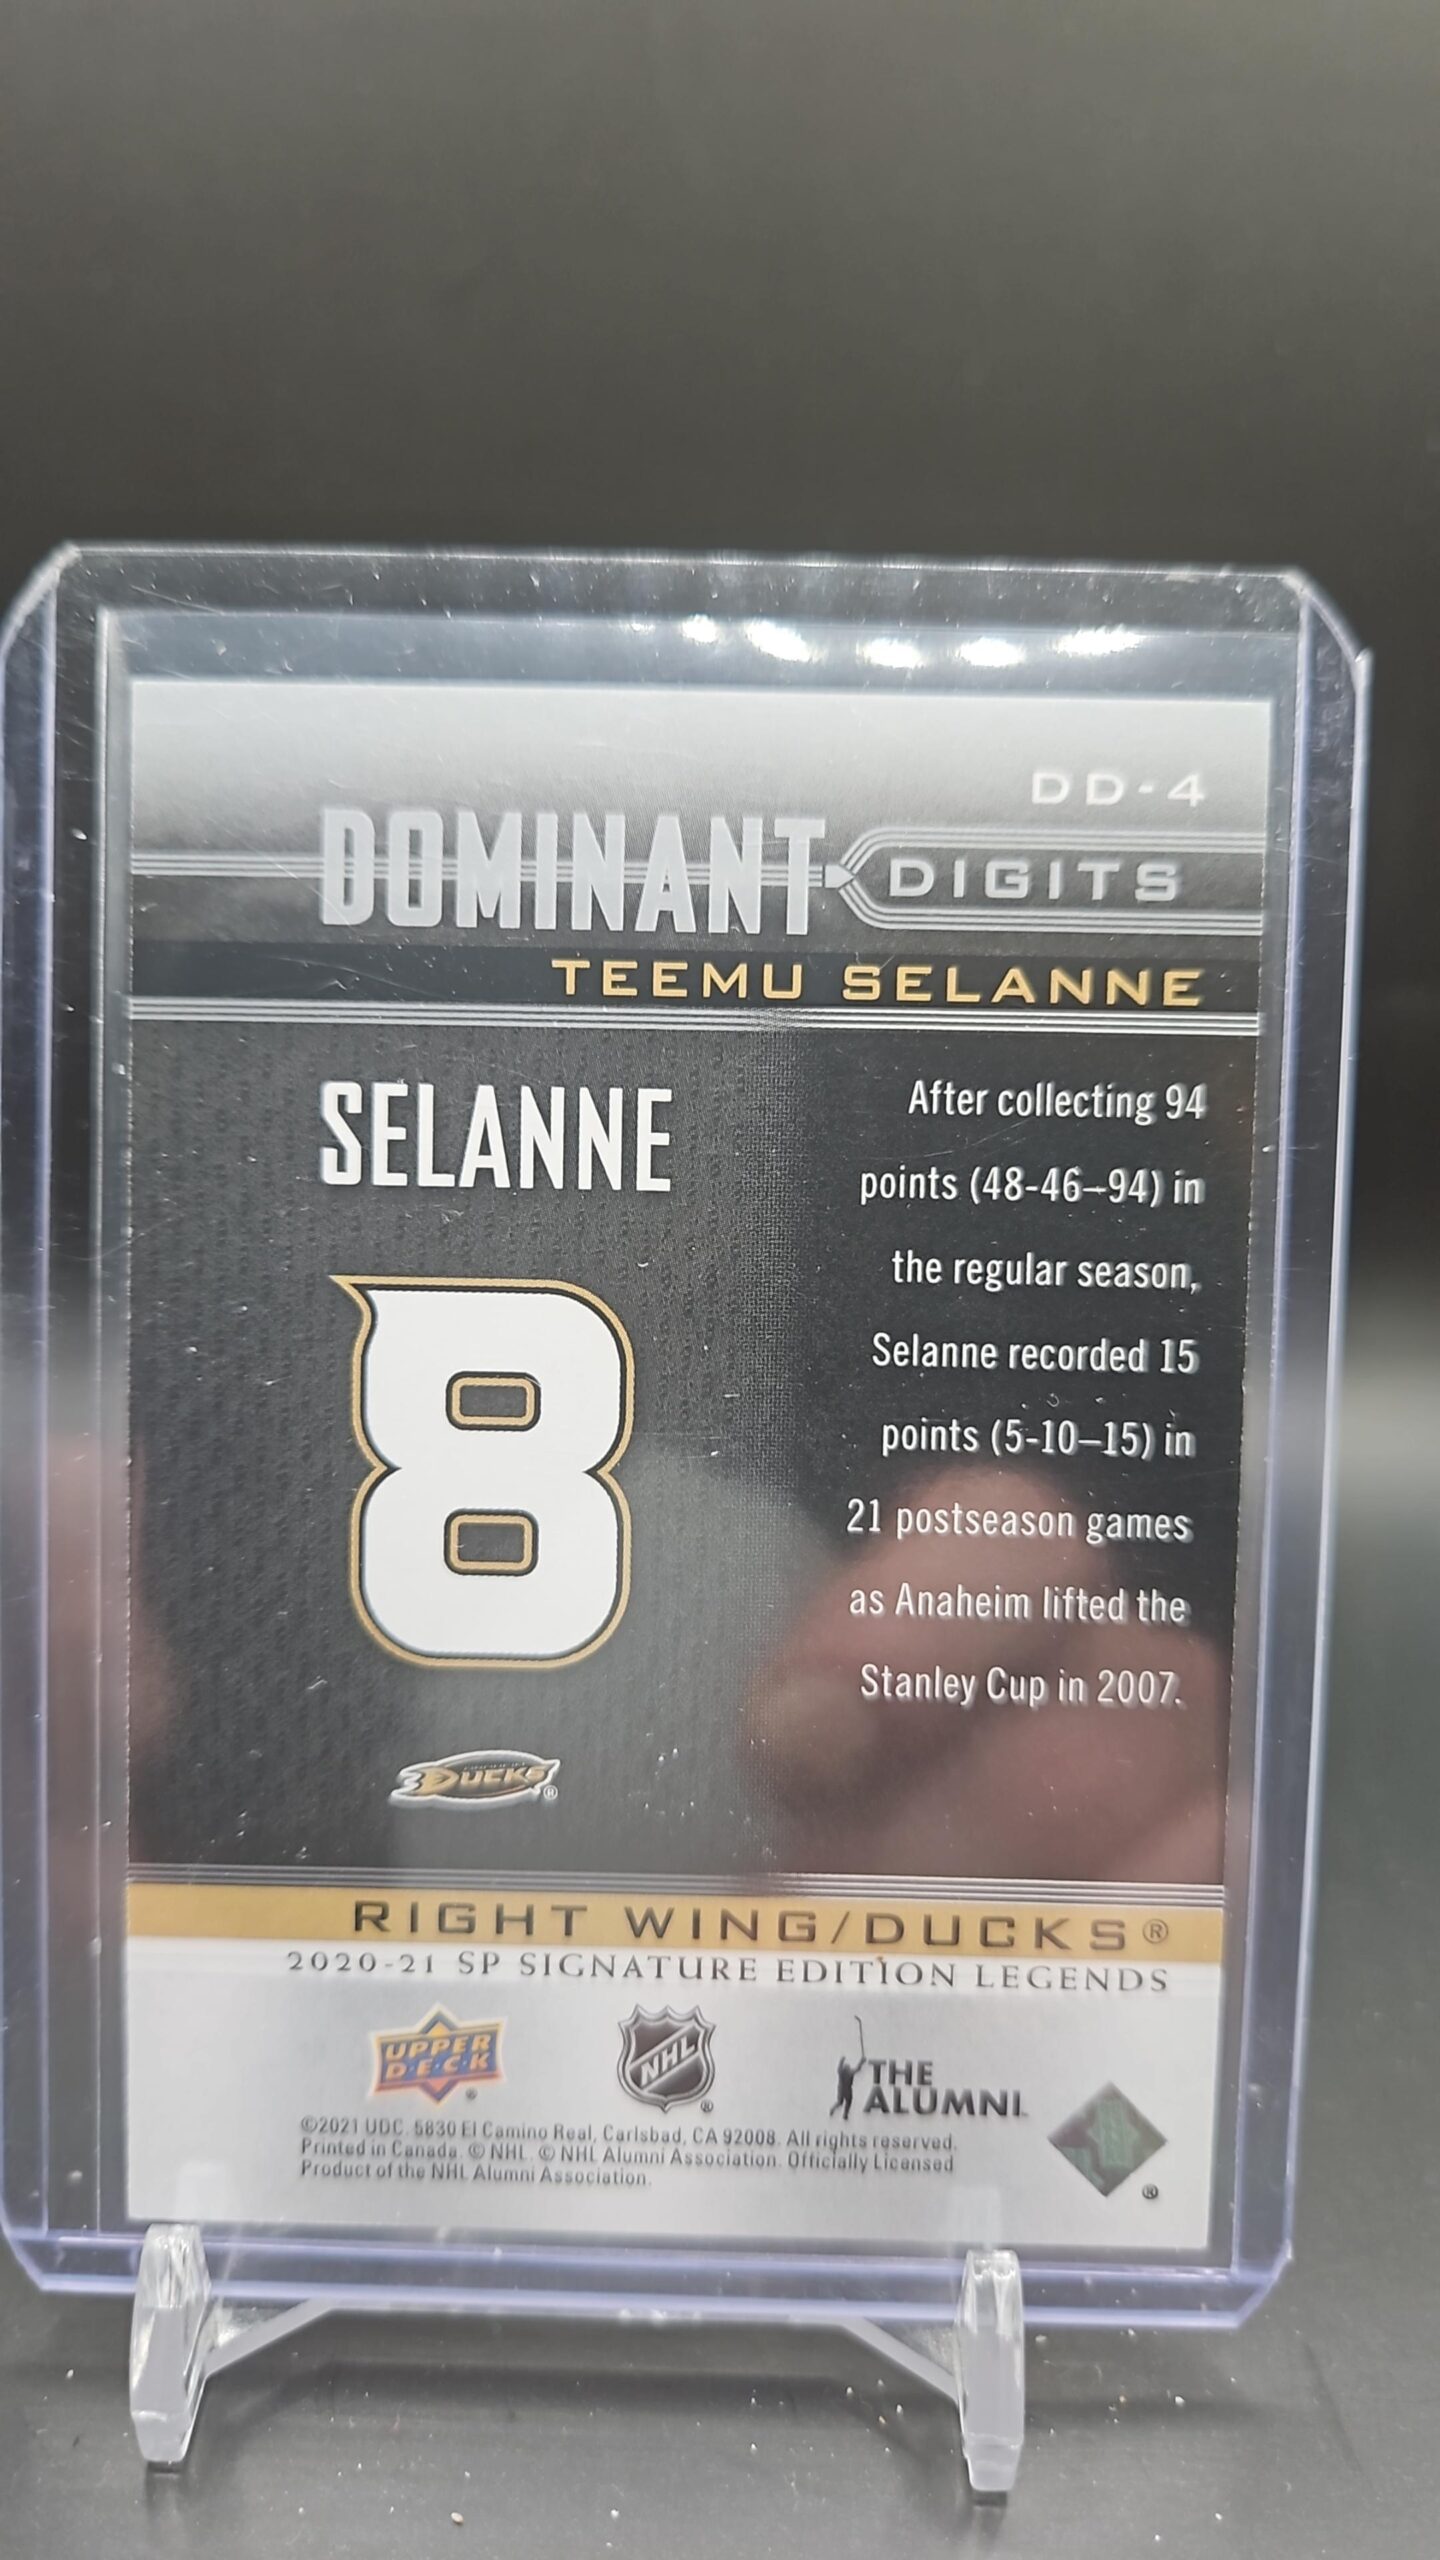 DD-4
DOMINANT DIGITS
TEEMU SELANNE
SELANNE
8
After collecting 94
points (48-46–94) in
the regular season,
Selanne recorded 15
points (5-10–15) in
21 postseason games
as Anaheim lifted the
Stanley Cup in 2007.
DUCKS®
RIGHT WING/DUCKS®
2020-21 SP SIGNATURE EDITION LEGENDS
UPPER
D·E·C·K
®
NHL
®
THE
ALUMNI
©2021 UDC. 5830 El Camino Real, Carlsbad, CA 92008. All rights reserved.
Printed in Canada. © NHL. © NHL Alumni Association. Officially Licensed
Product of the NHL Alumni Association.
®